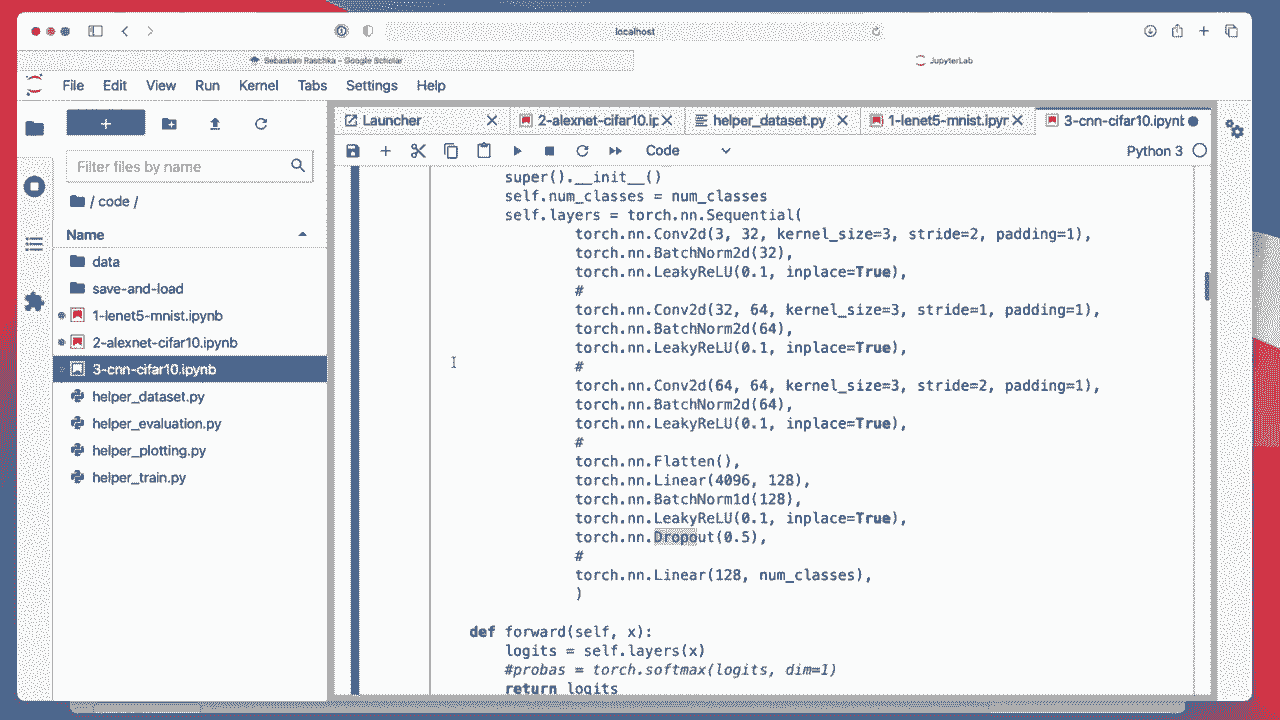 localhost
Sebastian Raschka - Google Scholar
JupyterLab
File Edit View Run Kernel Tabs Settings Help
Launcher
2-alexnet-cifar10.ip
helper_dataset.py
1-lenet5-mnist.ipyr
3-cnn-cifar10.ipynt
Code
Python 3
Filter files by name
/ code /
Name
data
save-and-load
1-lenet5-mnist.ipynb
2-alexnet-cifar10.ipynb
3-cnn-cifar10.ipynb
helper_dataset.py
helper_evaluation.py
helper_plotting.py
helper_train.py
super().__init__()
self.num_classes = num_classes
self.layers = torch.nn.Sequential(
torch.nn.Conv2d(3, 32, kernel_size=3, stride=2, padding=1),
torch.nn.BatchNorm2d(32),
torch.nn.LeakyReLU(0.1, inplace=True),
#
torch.nn.Conv2d(32, 64, kernel_size=3, stride=1, padding=1),
torch.nn.BatchNorm2d(64),
torch.nn.LeakyReLU(0.1, inplace=True),
#
torch.nn.Conv2d(64, 64, kernel_size=3, stride=2, padding=1),
torch.nn.BatchNorm2d(64),
torch.nn.LeakyReLU(0.1, inplace=True),
#
torch.nn.Flatten(),
torch.nn.Linear(4096, 128),
torch.nn.BatchNorm1d(128),
torch.nn.LeakyReLU(0.1, inplace=True),
torch.nn.Dropout(0.5),
#
torch.nn.Linear(128, num_classes),
)
def forward(self, x):
logits = self.layers(x)
#probas = torch.softmax(logits, dim=1)
return logits